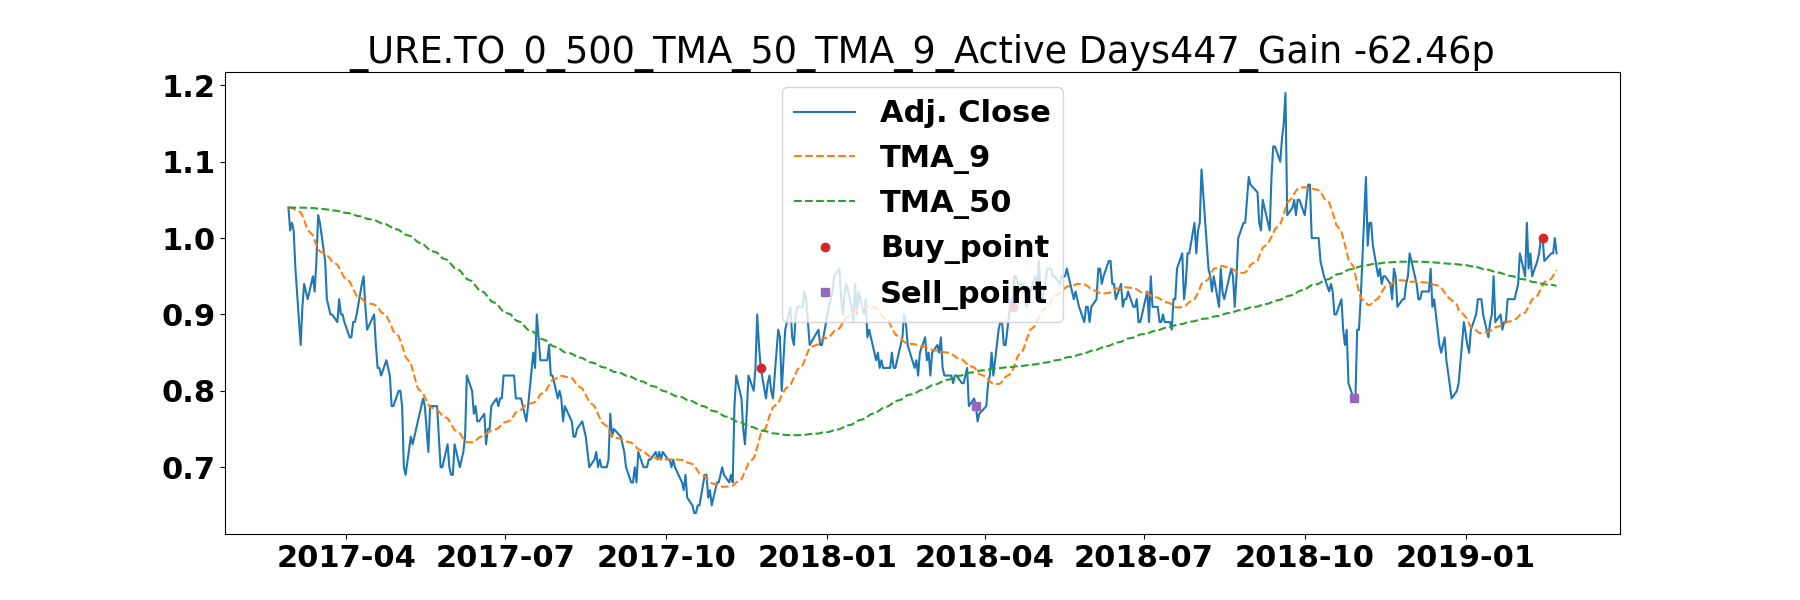 _URE.TO_0_500_TMA_50_TMA_9_Active Days447_Gain -62.46p
1.2
1.1
1.0
0.9
0.8
0.7
Adj. Close
TMA_9
TMA_50
Buy_point
Sell_point
2017-04 2017-07 2017-10 2018-01 2018-04 2018-07 2018-10 2019-01